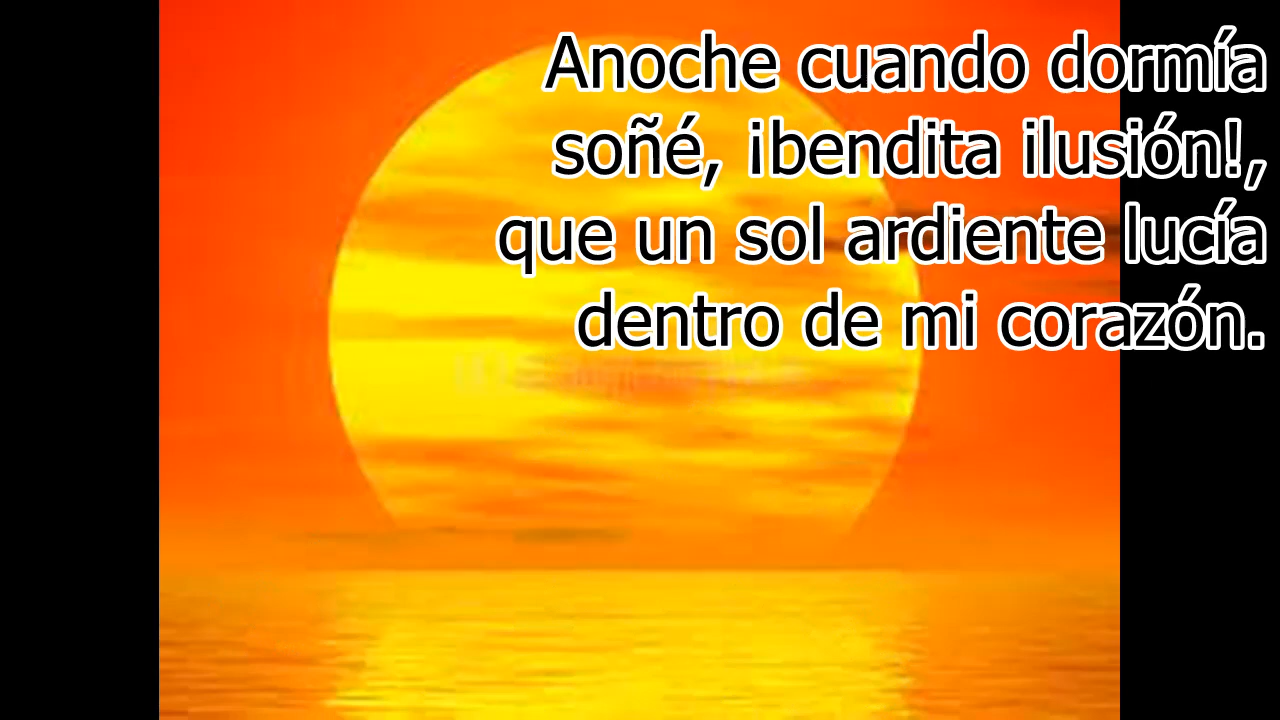 Anoche cuando dormía
soñé, ¡bendita ilusión!,
que un sol ardiente lucía
dentro de mi corazón.